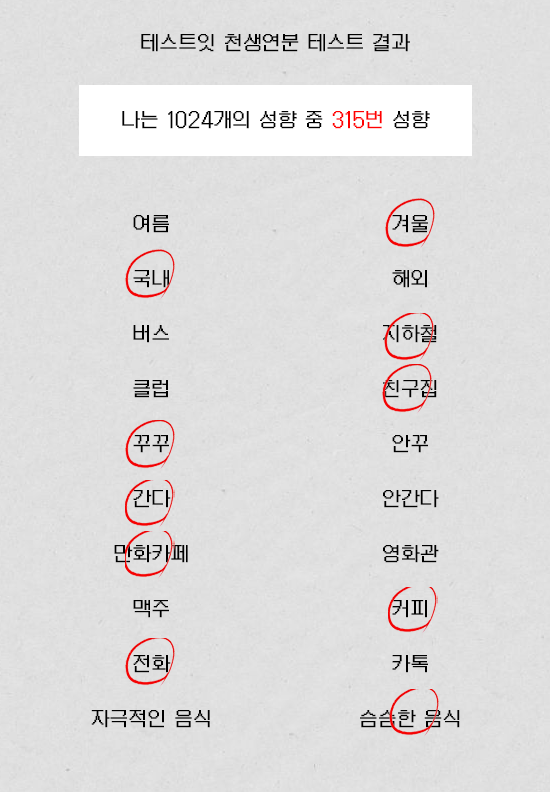 테스트잇 천생연분 테스트 결과
나는 1024개의 성향 중 315번 성향
여름 겨울
국내 해외
버스 지하철
클럽 친구집
꾸꾸 안꾸
간다 안간다
만화카페 영화관
맥주 커피
전화 카톡
자극적인 음식 슴슴한 음식